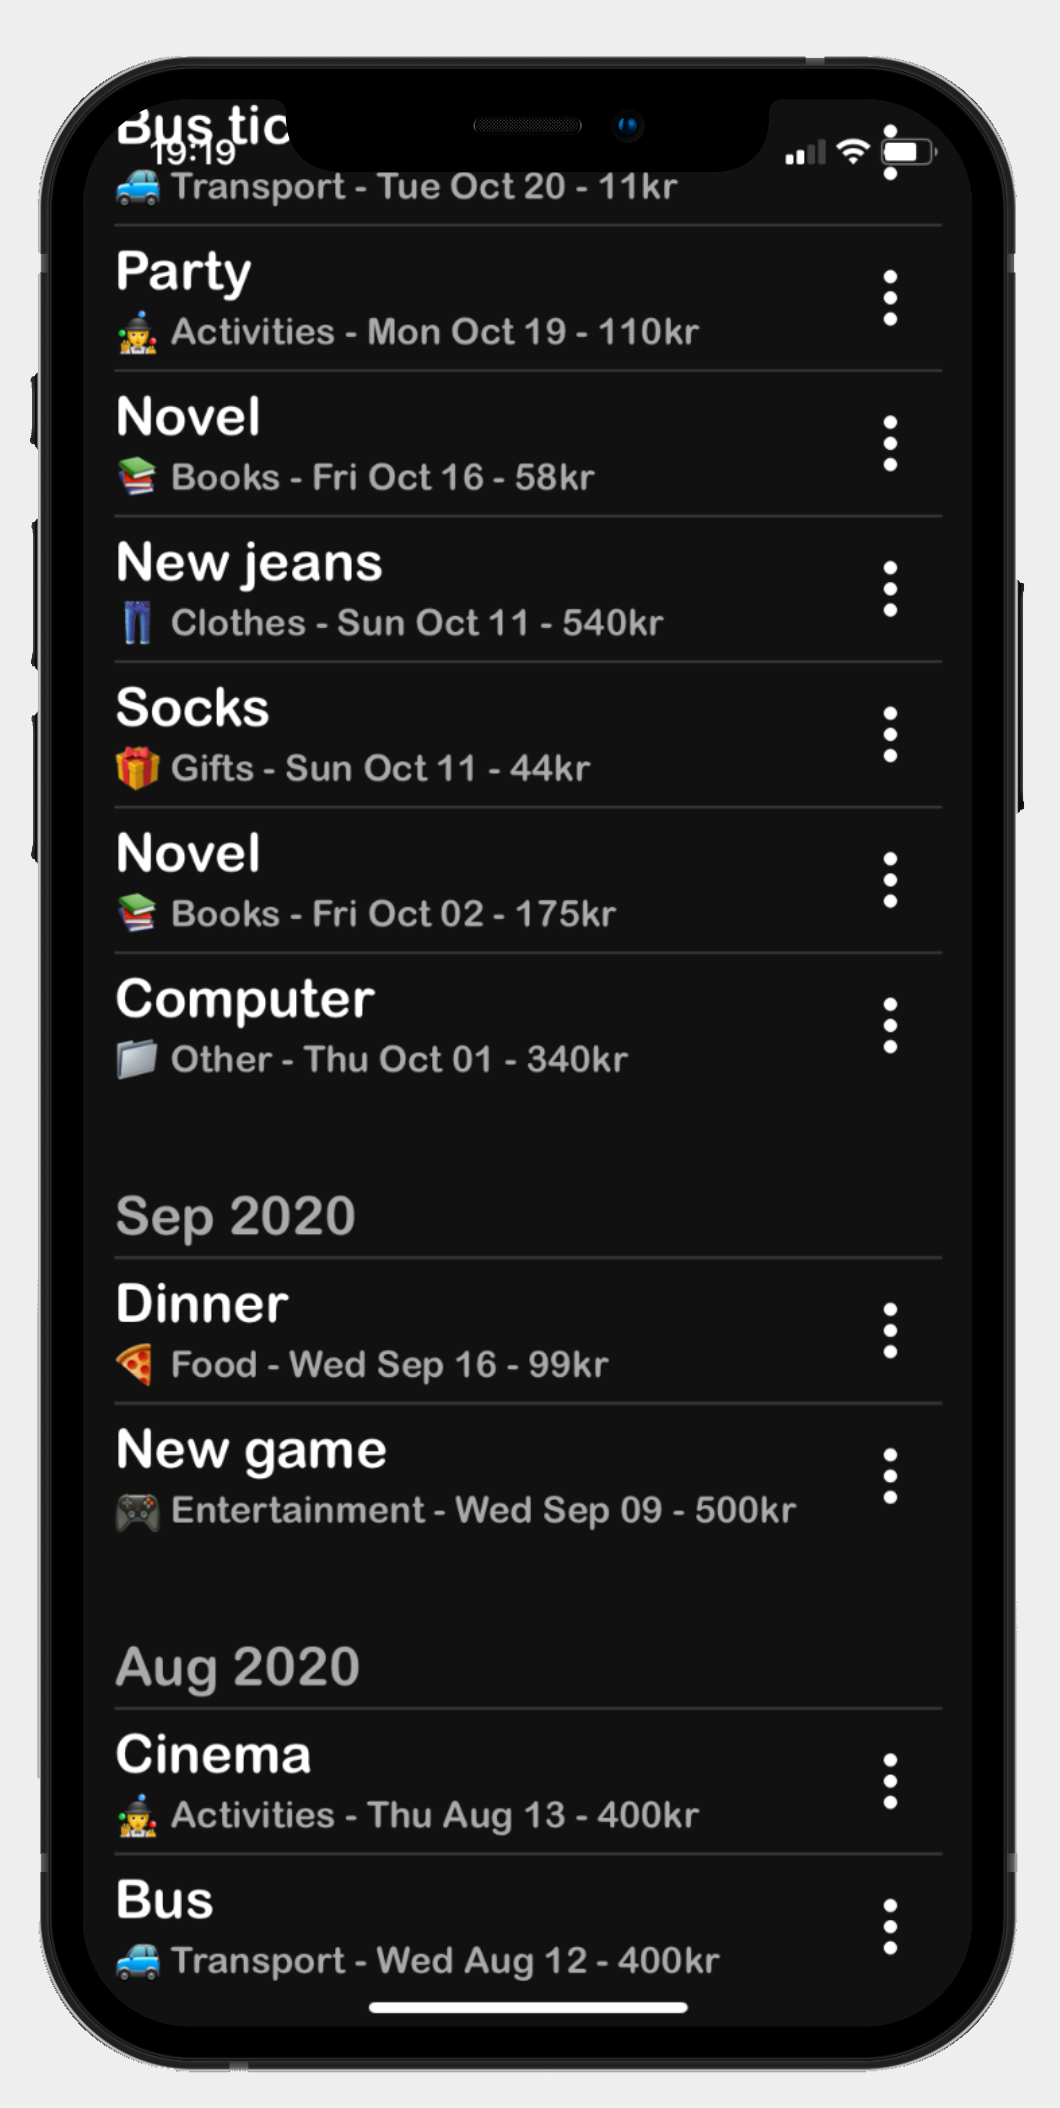 Bus tic
19:19
Transport - Tue Oct 20 - 11kr
Party
Activities - Mon Oct 19 - 110kr
Novel
Books - Fri Oct 16 - 58kr
New jeans
Clothes - Sun Oct 11 - 540kr
Socks
Gifts - Sun Oct 11 - 44kr
Novel
Books - Fri Oct 02 - 175kr
Computer
Other - Thu Oct 01 - 340kr
Sep 2020
Dinner
Food - Wed Sep 16 - 99kr
New game
Entertainment - Wed Sep 09 - 500kr
Aug 2020
Cinema
Activities - Thu Aug 13 - 400kr
Bus
Transport - Wed Aug 12 - 400kr